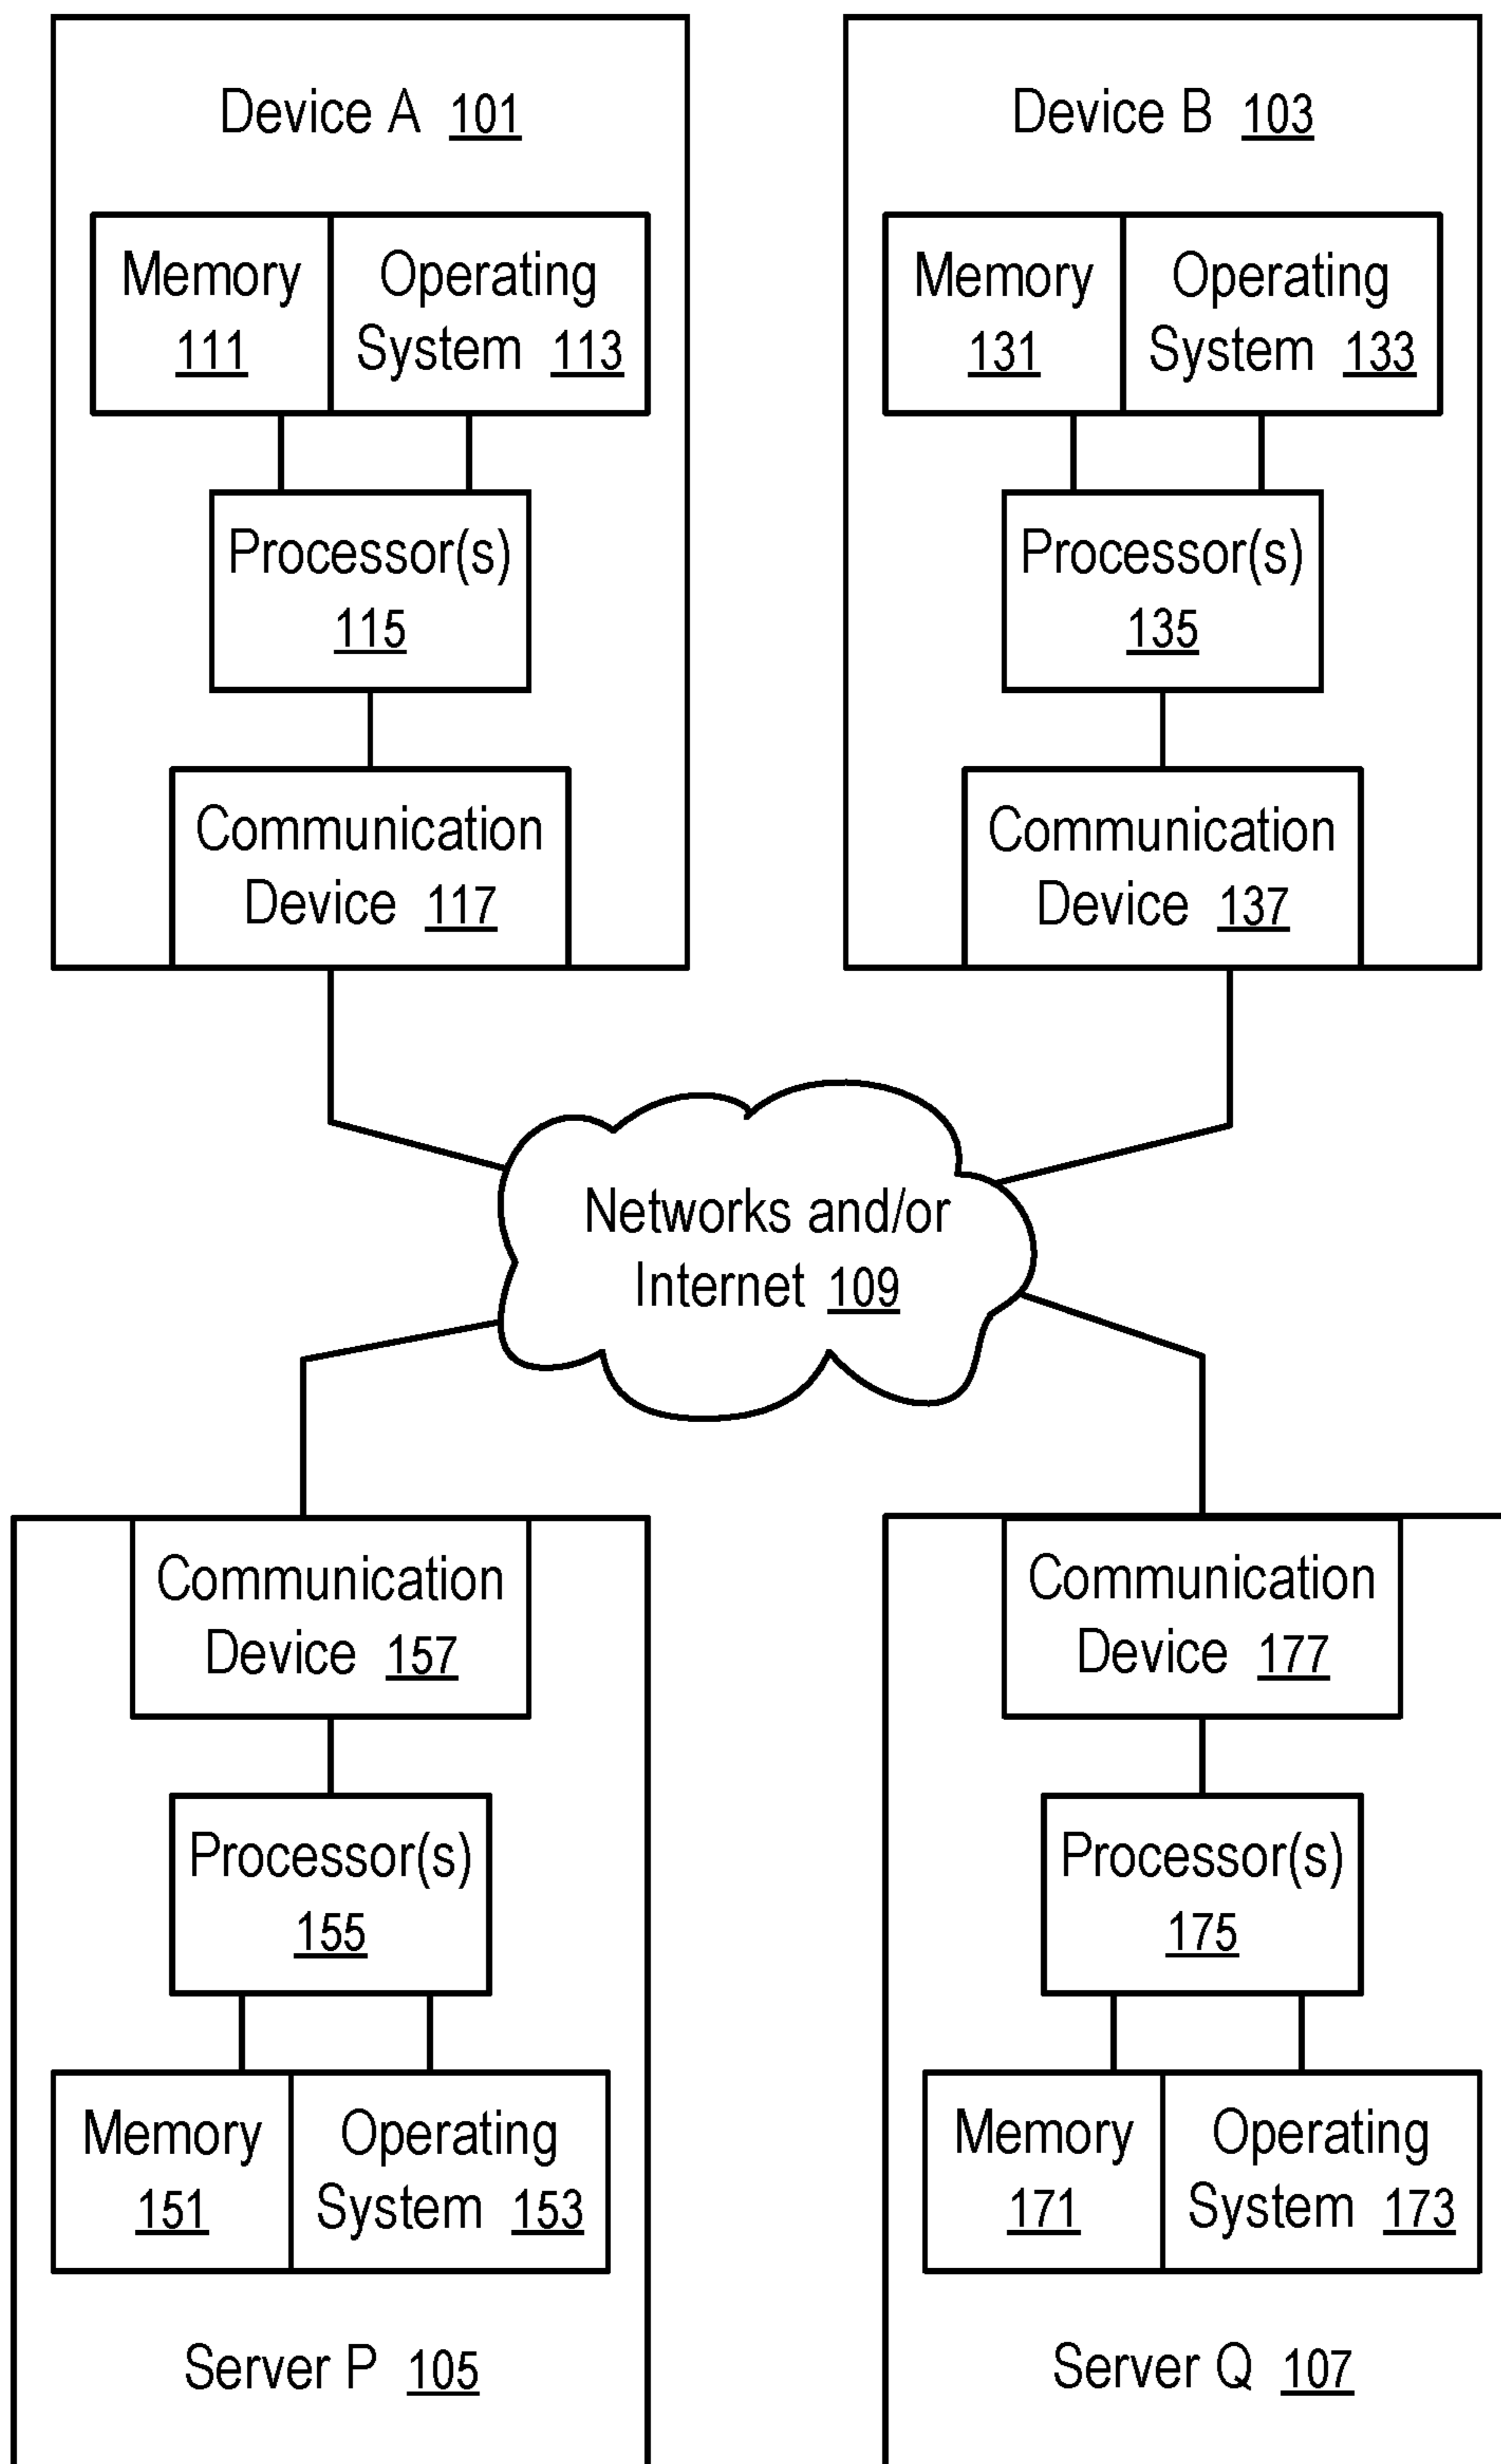 Device A 101
Device B 103
Memory
111
Operating
System 113
Memory
131
Operating
System 133
Processor(s)
115
Processor(s)
135
Communication
Device 117
Communication
Device 137
Networks and/or
Internet 109
Communication
Device 157
Communication
Device 177
Processor(s)
155
Processor(s)
175
Memory
151
Operating
System 153
Memory
171
Operating
System 173
Server P 105
Server Q 107